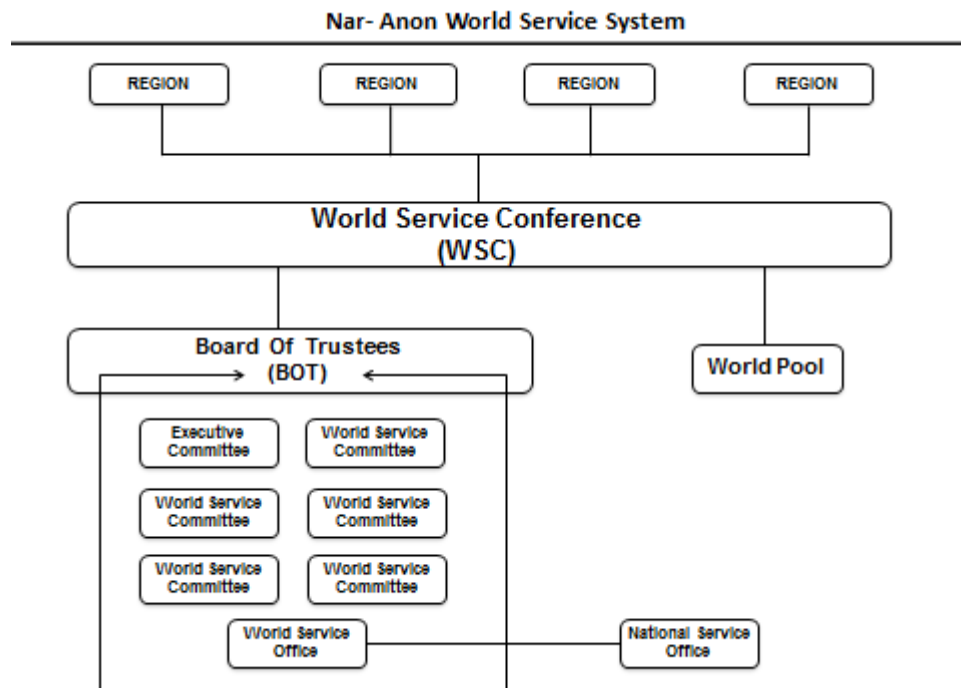 Nar- Anon World Service System
REGION
REGION
REGION
REGION
World Service Conference
(WSC)
Board Of Trustees
(BOT)
World Pool
Executive
Committee
World Service
Committee
World Service
Committee
World Service
Committee
World Service
Committee
World Service
Committee
World Service
Office
National Service
Office